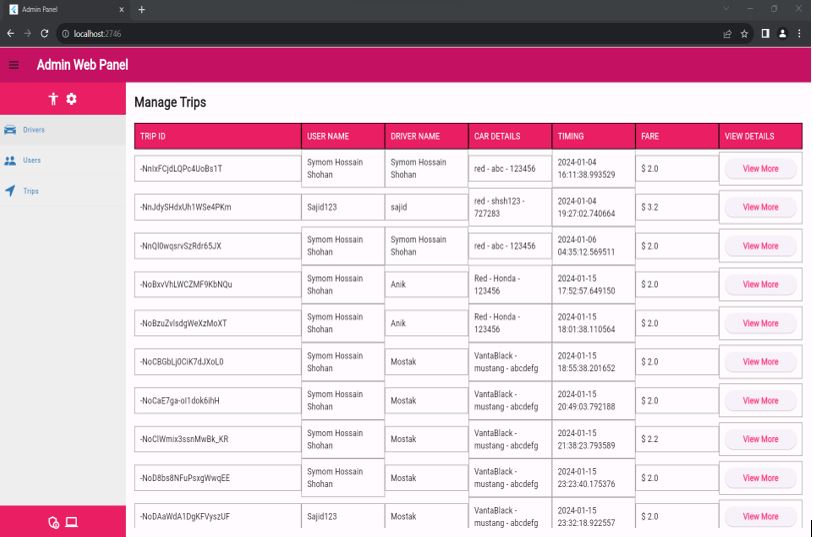 Admin Panel
localhost:2746
Admin Web Panel
Manage Trips
Drivers
Users
Trips
TRIP ID USER NAME DRIVER NAME CAR DETAILS TIMING FARE VIEW DETAILS
-NnIxFCjdLQPc4UoBs1T Symom Hossain Shohan Symom Hossain Shohan red - abc - 123456 2024-01-04 16:11:38.993529 $ 2.0 View More
-NnJdySHdxUh1WSe4PKm Sajid123 sajid red - shsh123 - 727283 2024-01-04 19:27:02.740664 $ 3.2 View More
-NnQl0wqsrvSzRdr65JX Symom Hossain Shohan Symom Hossain Shohan red - abc - 123456 2024-01-06 04:35:12.569511 $ 2.0 View More
-NoBxvVhLWCZMF9KbNQu Symom Hossain Shohan Anik Red - Honda - 123456 2024-01-15 17:52:57.649150 $ 2.0 View More
-NoBzuZvlsdgWeXzMoXT Symom Hossain Shohan Anik Red - Honda - 123456 2024-01-15 18:01:38.110564 $ 2.0 View More
-NoCBGbLj0CiK7dJXoL0 Symom Hossain Shohan Mostak VantaBlack - mustang - abcdefg 2024-01-15 18:55:38.201652 $ 2.0 View More
-NoCaE7ga-oI1dok6ihH Symom Hossain Shohan Mostak VantaBlack - mustang - abcdefg 2024-01-15 20:49:03.792188 $ 2.0 View More
-NoClWmix3ssnMwBk_KR Symom Hossain Shohan Mostak VantaBlack - mustang - abcdefg 2024-01-15 21:38:23.793589 $ 2.2 View More
-NoD8bs8NFuPsxgWwqEE Symom Hossain Shohan Mostak VantaBlack - mustang - abcdefg 2024-01-15 23:23:40.175376 $ 2.0 View More
-NoDAaWdA1DgKFVyszUF Sajid123 Mostak VantaBlack - mustang - abcdefg 2024-01-15 23:32:18.922557 $ 2.0 View More